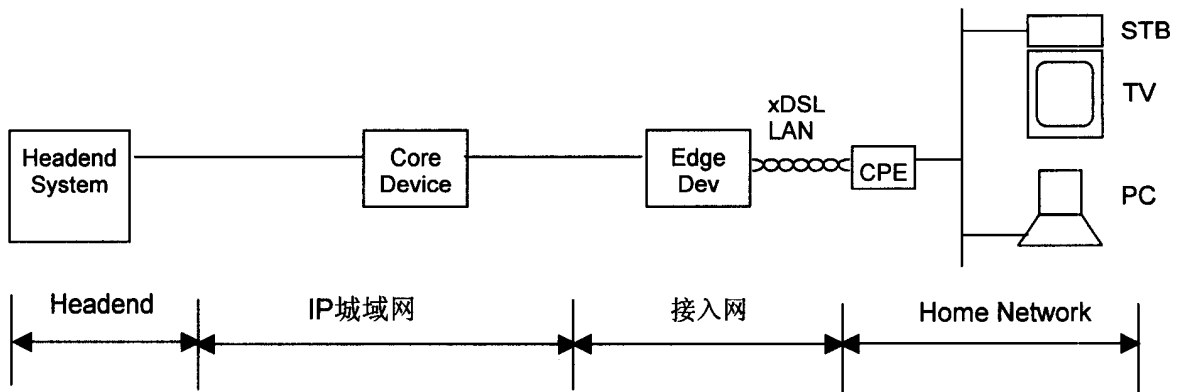 STB
TV
xDSL
LAN
Headend
System
Core
Device
Edge
Dev
CPE
PC
Headend
IP城域网
接入网
Home Network